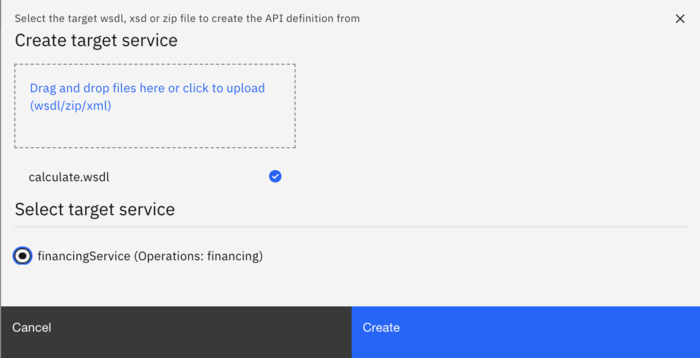 Select the target wsdl, xsd or zip file to create the API definition from
Create target service
Drag and drop files here or click to upload
(wsdl/zip/xml)
calculate.wsdl
Select target service
financingService (Operations: financing)
Cancel
Create